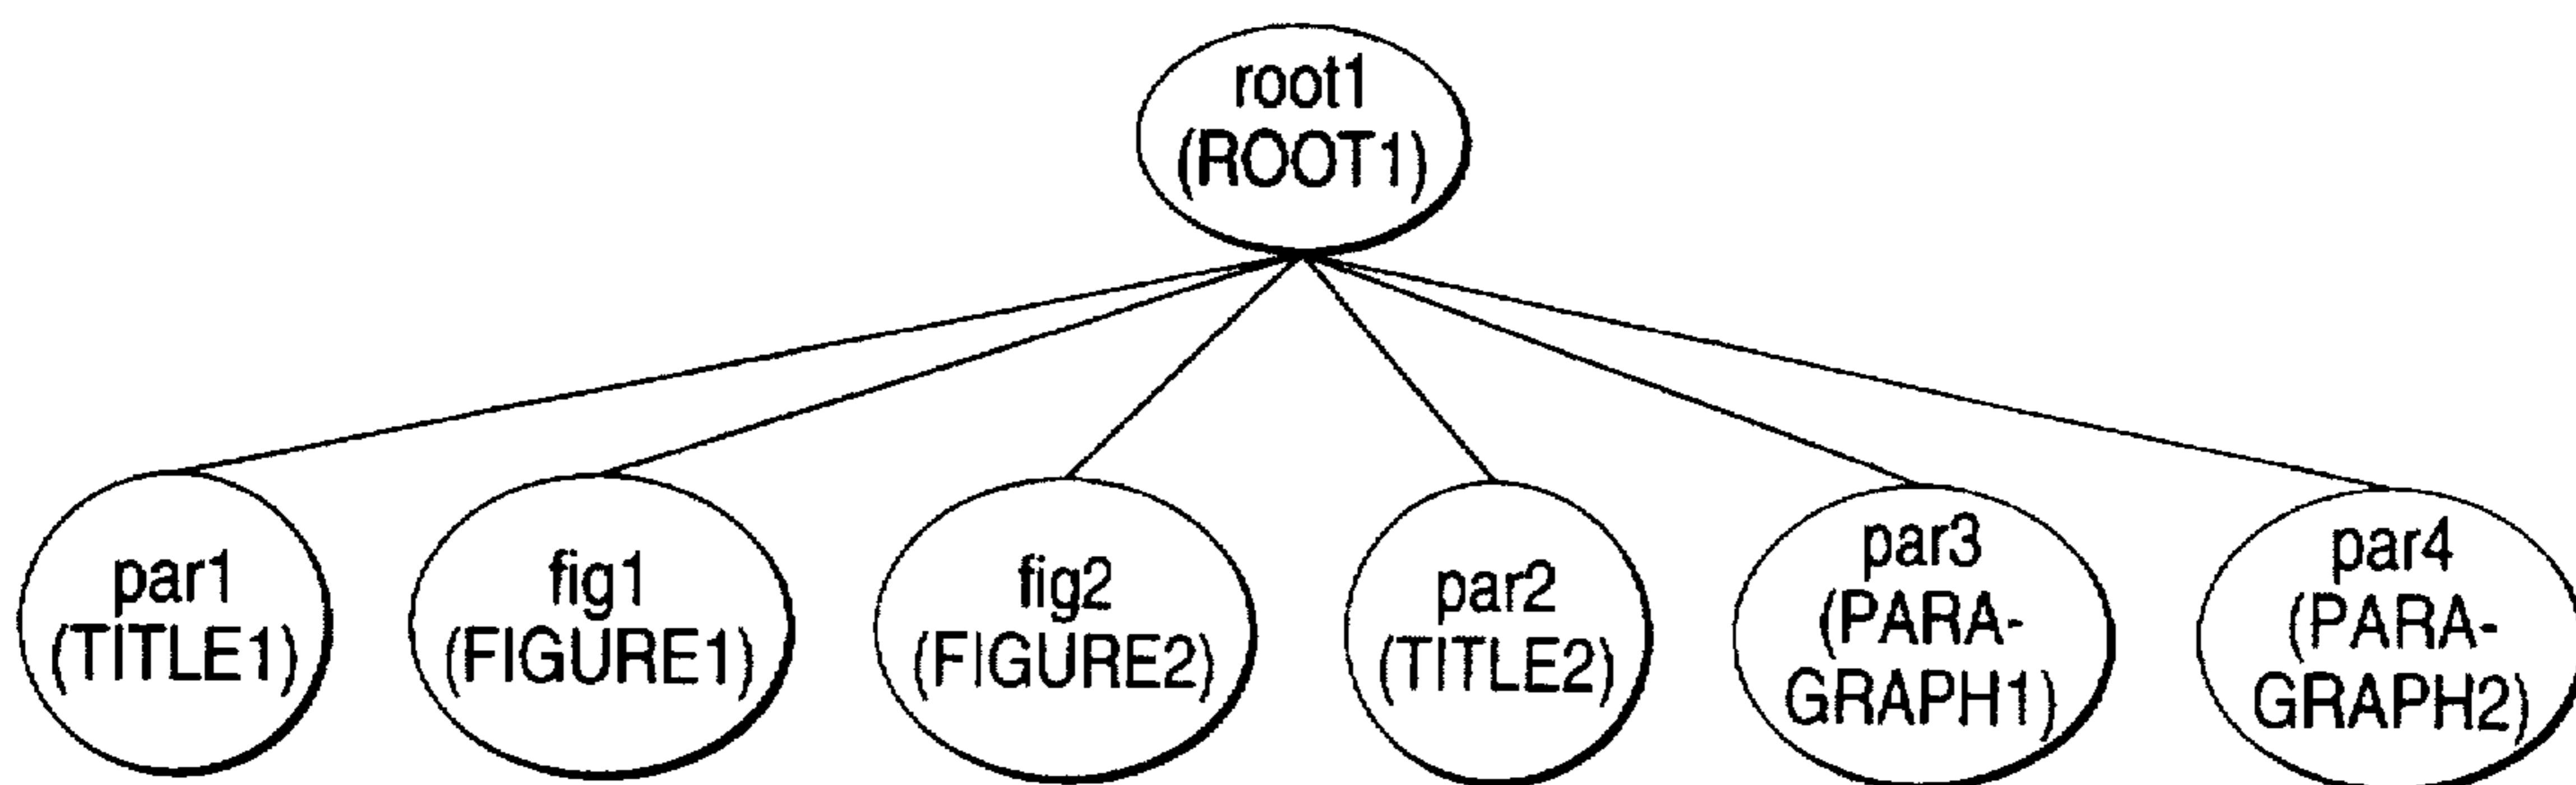 root1
(ROOT1)
par1
(TITLE1)
fig1
(FIGURE1)
fig2
(FIGURE2)
par2
(TITLE2)
par3
(PARA-
GRAPH1)
par4
(PARA-
GRAPH2)